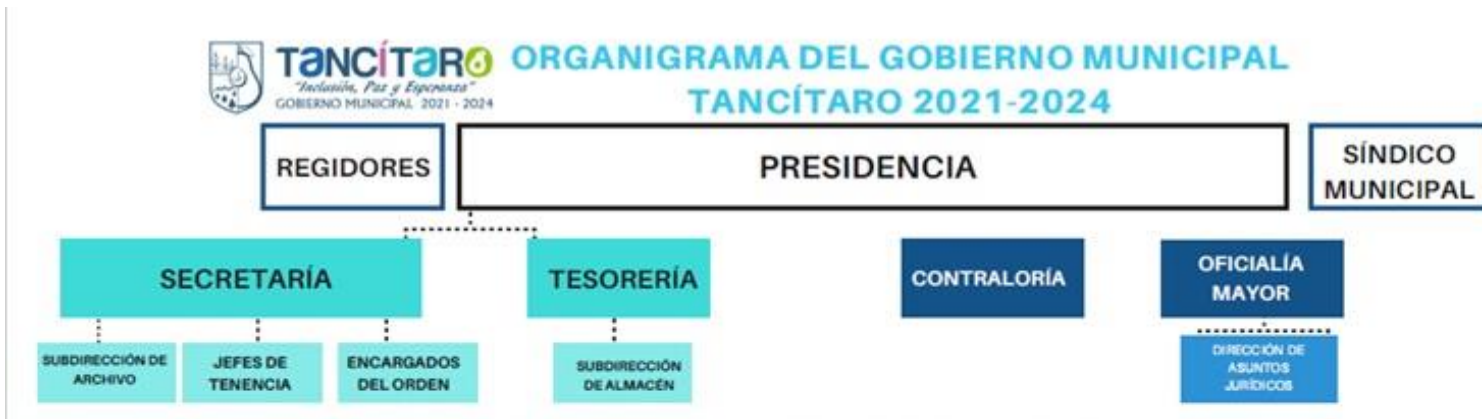 TANCÍTARO
"Inclusión, Paz y Esperanza"
GOBIERNO MUNICIPAL 2021 - 2024
ORGANIGRAMA DEL GOBIERNO MUNICIPAL
TANCÍTARO 2021-2024
REGIDORES
PRESIDENCIA
SÍNDICO
MUNICIPAL
SECRETARÍA
TESORERÍA
CONTRALORÍA
OFICIALÍA
MAYOR
SUBDIRECCIÓN DE
ARCHIVO
JEFES DE
TENENCIA
ENCARGADOS
DEL ORDEN
SUBDIRECCIÓN
DE ALMACÉN
DIRECCIÓN DE
ASUNTOS
JURÍDICOS